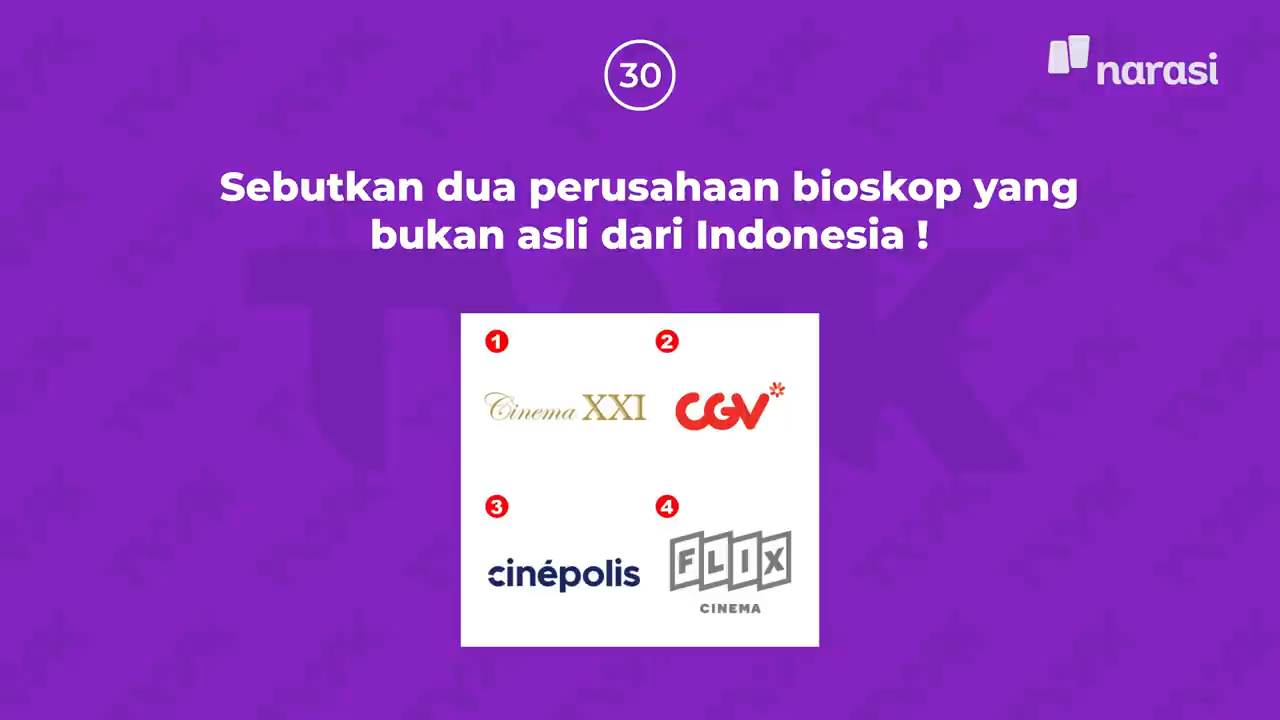 30
narasi
Sebutkan dua perusahaan bioskop yang
bukan asli dari Indonesia !
1
2
Cinema XXI
CGV
3
4
cinépolis
FLIX
CINEMA